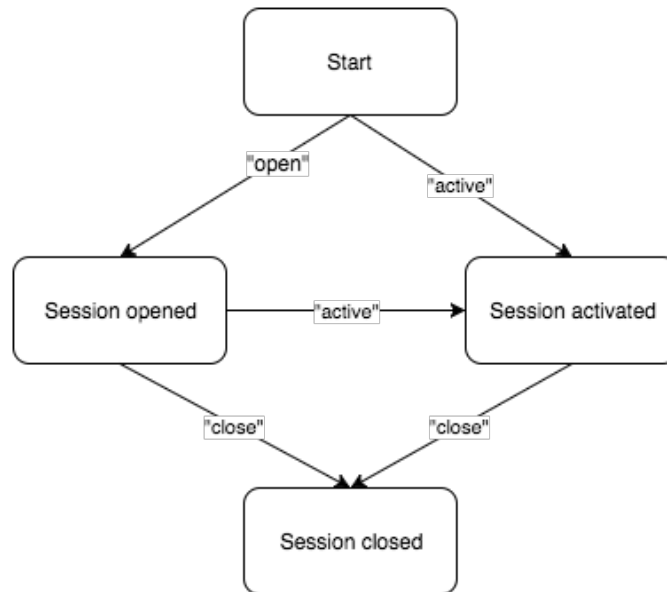 Start
"open"
"active"
Session opened
"active"
Session activated
"close"
"close"
Session closed